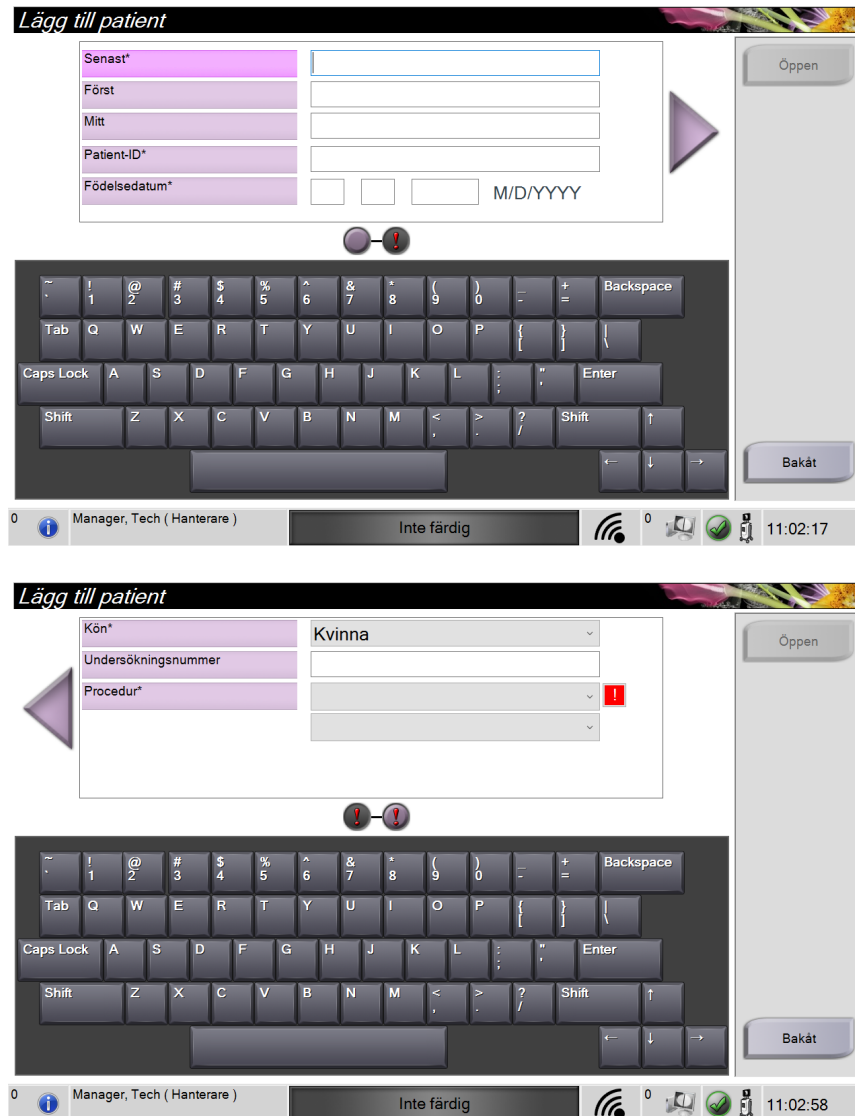 Lägg till patient
Senast*
Först
Mitt
Patient-ID*
Födelsedatum*
M/D/YYYY
Öppen
~ ! @ # $ % ^ & * ( ) _ + Backspace
` 1 2 3 4 5 6 7 8 9 0 - =
Tab Q W E R T Y U I O P { } |
[ ] \
Caps Lock A S D F G H J K L : " Enter
; '
Shift Z X C V B N M < > ? Shift ↑
, . /
← ↓ →
Bakåt
0 Manager, Tech ( Hanterare ) Inte färdig 0 11:02:17
Lägg till patient
Kön* Kvinna
Undersökningsnummer
Procedur* !
Öppen
~ ! @ # $ % ^ & * ( ) _ + Backspace
` 1 2 3 4 5 6 7 8 9 0 - =
Tab Q W E R T Y U I O P { } |
[ ] \
Caps Lock A S D F G H J K L : " Enter
; '
Shift Z X C V B N M < > ? Shift ↑
, . /
← ↓ →
Bakåt
0 Manager, Tech ( Hanterare ) Inte färdig 0 11:02:58